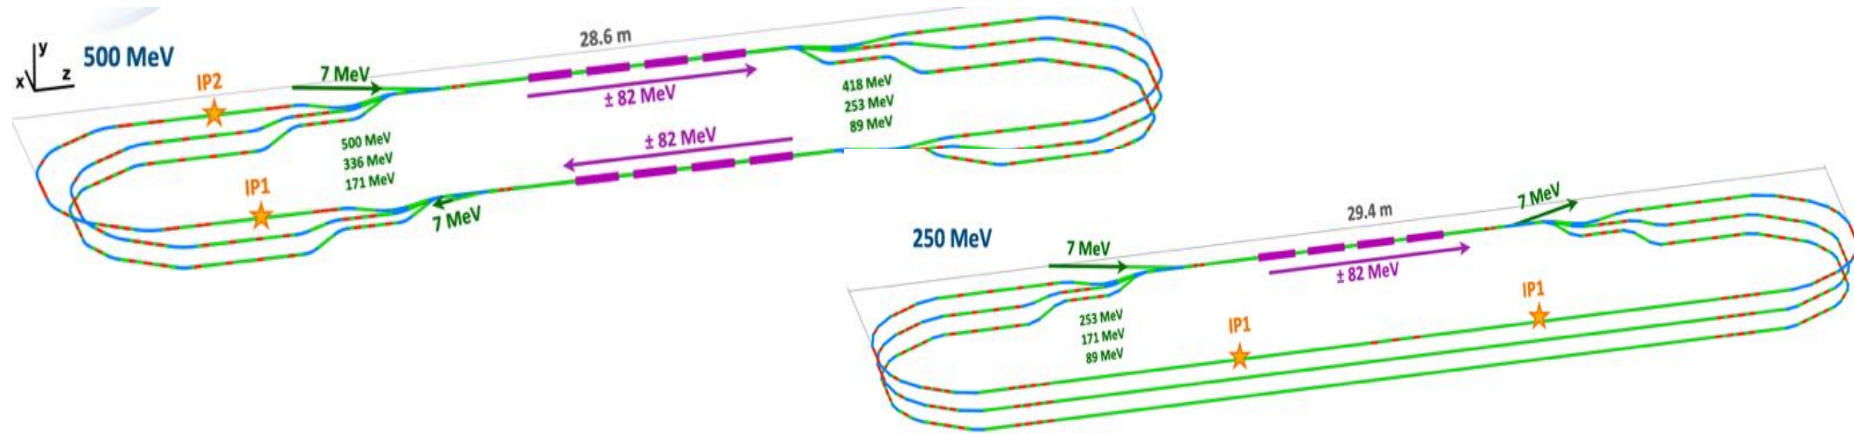 y
x
z
500 MeV
IP2
7 MeV
28.6 m
± 82 MeV
418 MeV
253 MeV
89 MeV
500 MeV
336 MeV
171 MeV
± 82 MeV
IP1
7 MeV
250 MeV
7 MeV
29.4 m
7 MeV
± 82 MeV
253 MeV
171 MeV
89 MeV
IP1
IP1